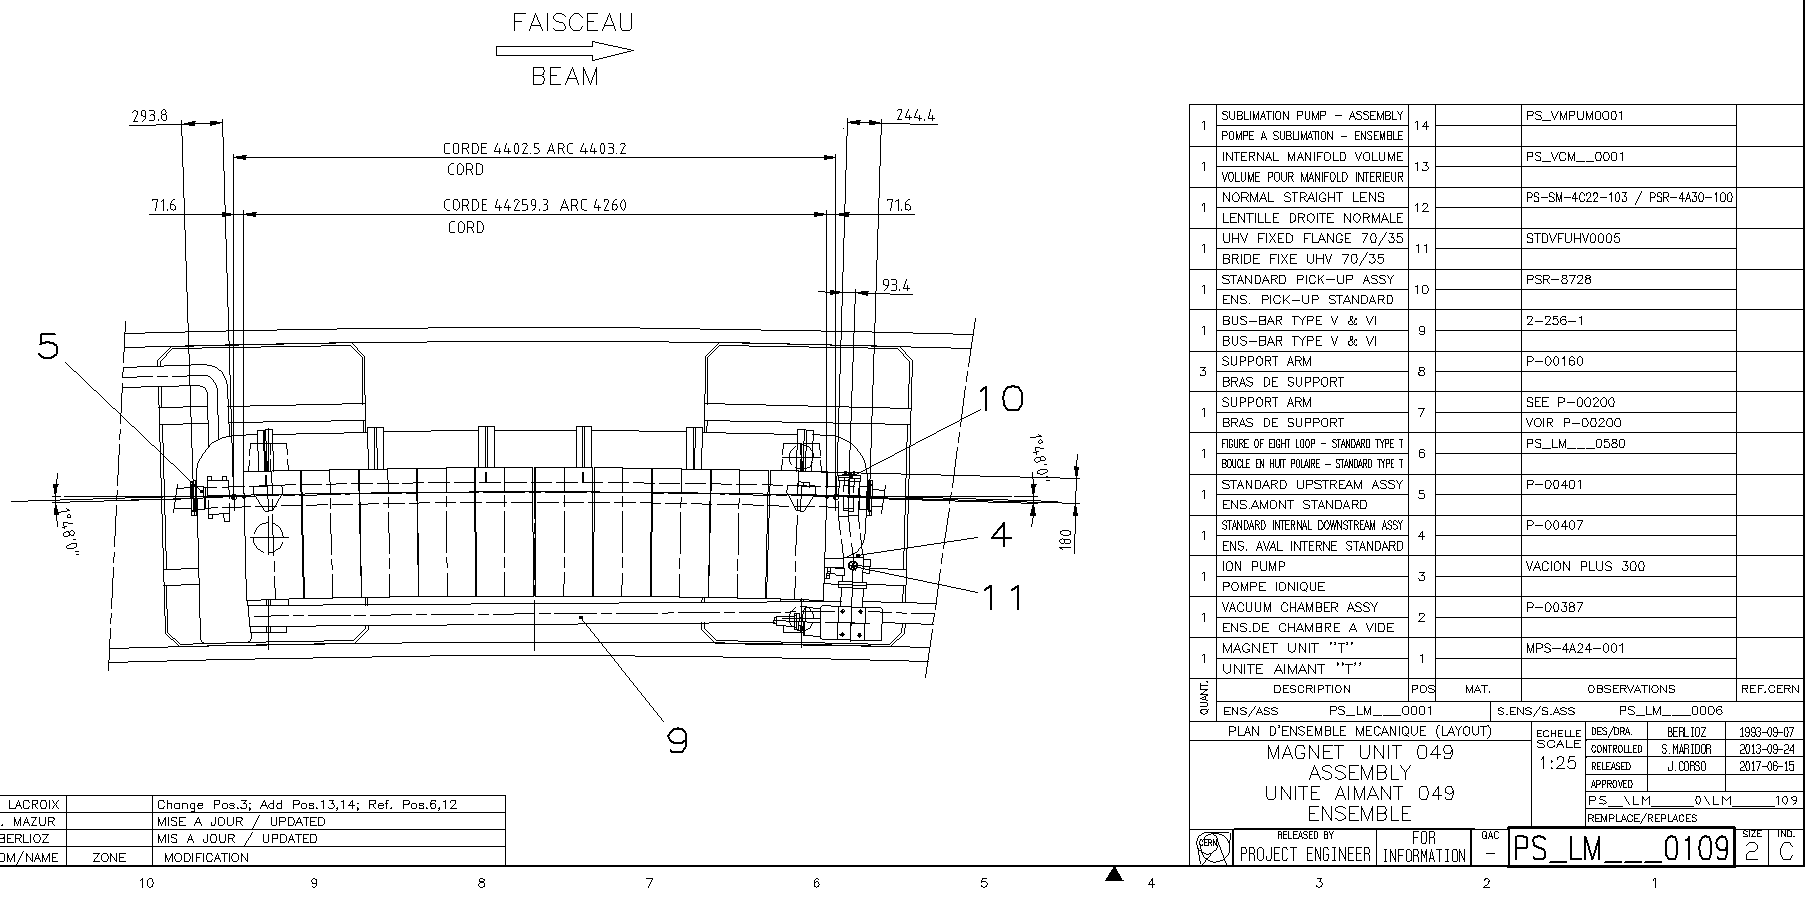 FAISCEAU
BEAM
293.8
244.4
CORDE 4402.5 ARC 4403.2
CORD
71.6
CORDE 44259.3 ARC 4260
71.6
CORD
93.4
5
10
1°48'0"
1°48'0"
180
4
11
9
1 SUBLIMATION PUMP - ASSEMBLY 14 PS_VMPUM0001
POMPE A SUBLIMATION - ENSEMBLE
1 INTERNAL MANIFOLD VOLUME 13 PS_VCM__0001
VOLUME POUR MANIFOLD INTERIEUR
1 NORMAL STRAIGHT LENS 12 PS-SM-4C22-103 / PSR-4A30-100
LENTILLE DROITE NORMALE
1 UHV FIXED FLANGE 70/35 11 STDVFUHV0005
BRIDE FIXE UHV 70/35
1 STANDARD PICK-UP ASSY 10 PSR-8728
ENS. PICK-UP STANDARD
1 BUS-BAR TYPE V & VI 9 2-256-1
BUS-BAR TYPE V & VI
3 SUPPORT ARM 8 P-00160
BRAS DE SUPPORT
1 SUPPORT ARM 7 SEE P-00200
BRAS DE SUPPORT VOIR P-00200
1 FIGURE OF EIGHT LOOP - STANDARD TYPE T 6 PS_LM___0580
BOUCLE EN HUIT POLAIRE - STANDARD TYPE T
1 STANDARD UPSTREAM ASSY 5 P-00401
ENS.AMONT STANDARD
1 STANDARD INTERNAL DOWNSTREAM ASSY 4 P-00407
ENS. AVAL INTERNE STANDARD
1 ION PUMP 3 VACION PLUS 300
POMPE IONIQUE
1 VACUUM CHAMBER ASSY 2 P-00387
ENS.DE CHAMBRE A VIDE
1 MAGNET UNIT "T" 1 MPS-4A24-001
UNITE AIMANT "T"
QUANT. DESCRIPTION POS MAT. OBSERVATIONS REF.CERN
ENS/ASS PS_LM___0001 S.ENS/S.ASS PS_LM___0006
PLAN D'ENSEMBLE MECANIQUE (LAYOUT)
MAGNET UNIT 049
ASSEMBLY
UNITE AIMANT 049
ENSEMBLE
ECHELLE
SCALE
1:25
DES/DRA. BERLIOZ 1993-09-07
CONTROLLED S.MARIDOR 2013-09-24
RELEASED J.CORSO 2017-06-15
APPROVED
PS__\LM_____0\LM_____109
REMPLACE/REPLACES
CERN
RELEASED BY
PROJECT ENGINEER
FOR
INFORMATION
QAC
-
PS_LM___0109
SIZE
2
IND.
C
LACROIX Change Pos.3; Add Pos.13,14; Ref. Pos.6,12
. MAZUR MISE A JOUR / UPDATED
BERLIOZ MIS A JOUR / UPDATED
OM/NAME ZONE MODIFICATION
10 9 8 7 6 5 4 3 2 1